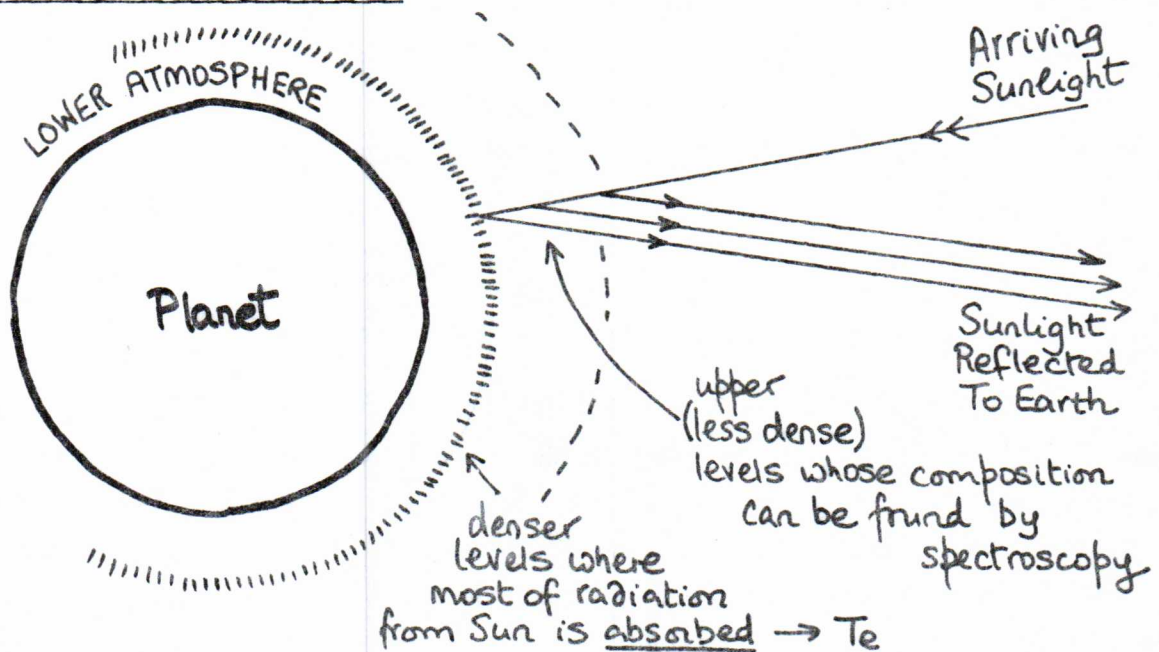 LOWER ATMOSPHERE
Planet
Arriving
Sunlight
Sunlight
Reflected
To Earth
upper
(less dense)
levels whose composition
can be found by
spectroscopy
denser
levels where
most of radiation
from Sun is absorbed → Te